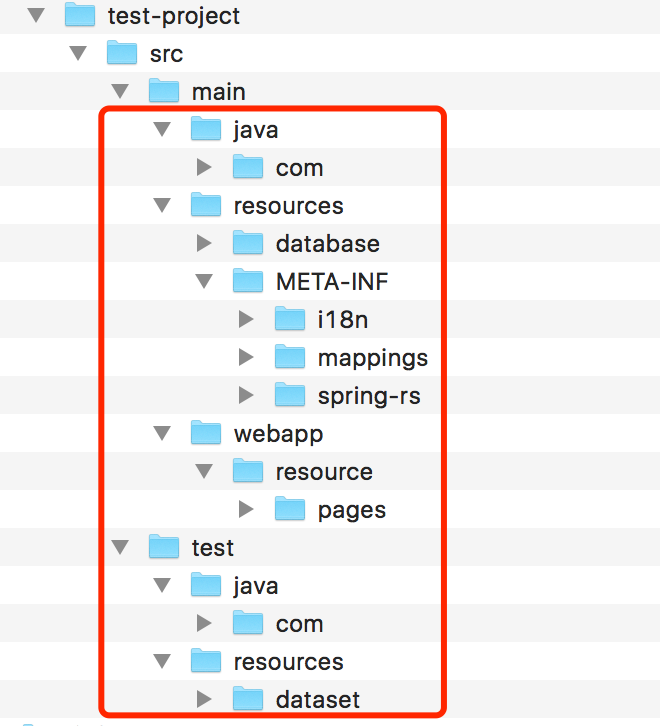 test-project
src
main
java
com
resources
database
META-INF
i18n
mappings
spring-rs
webapp
resource
pages
test
java
com
resources
dataset